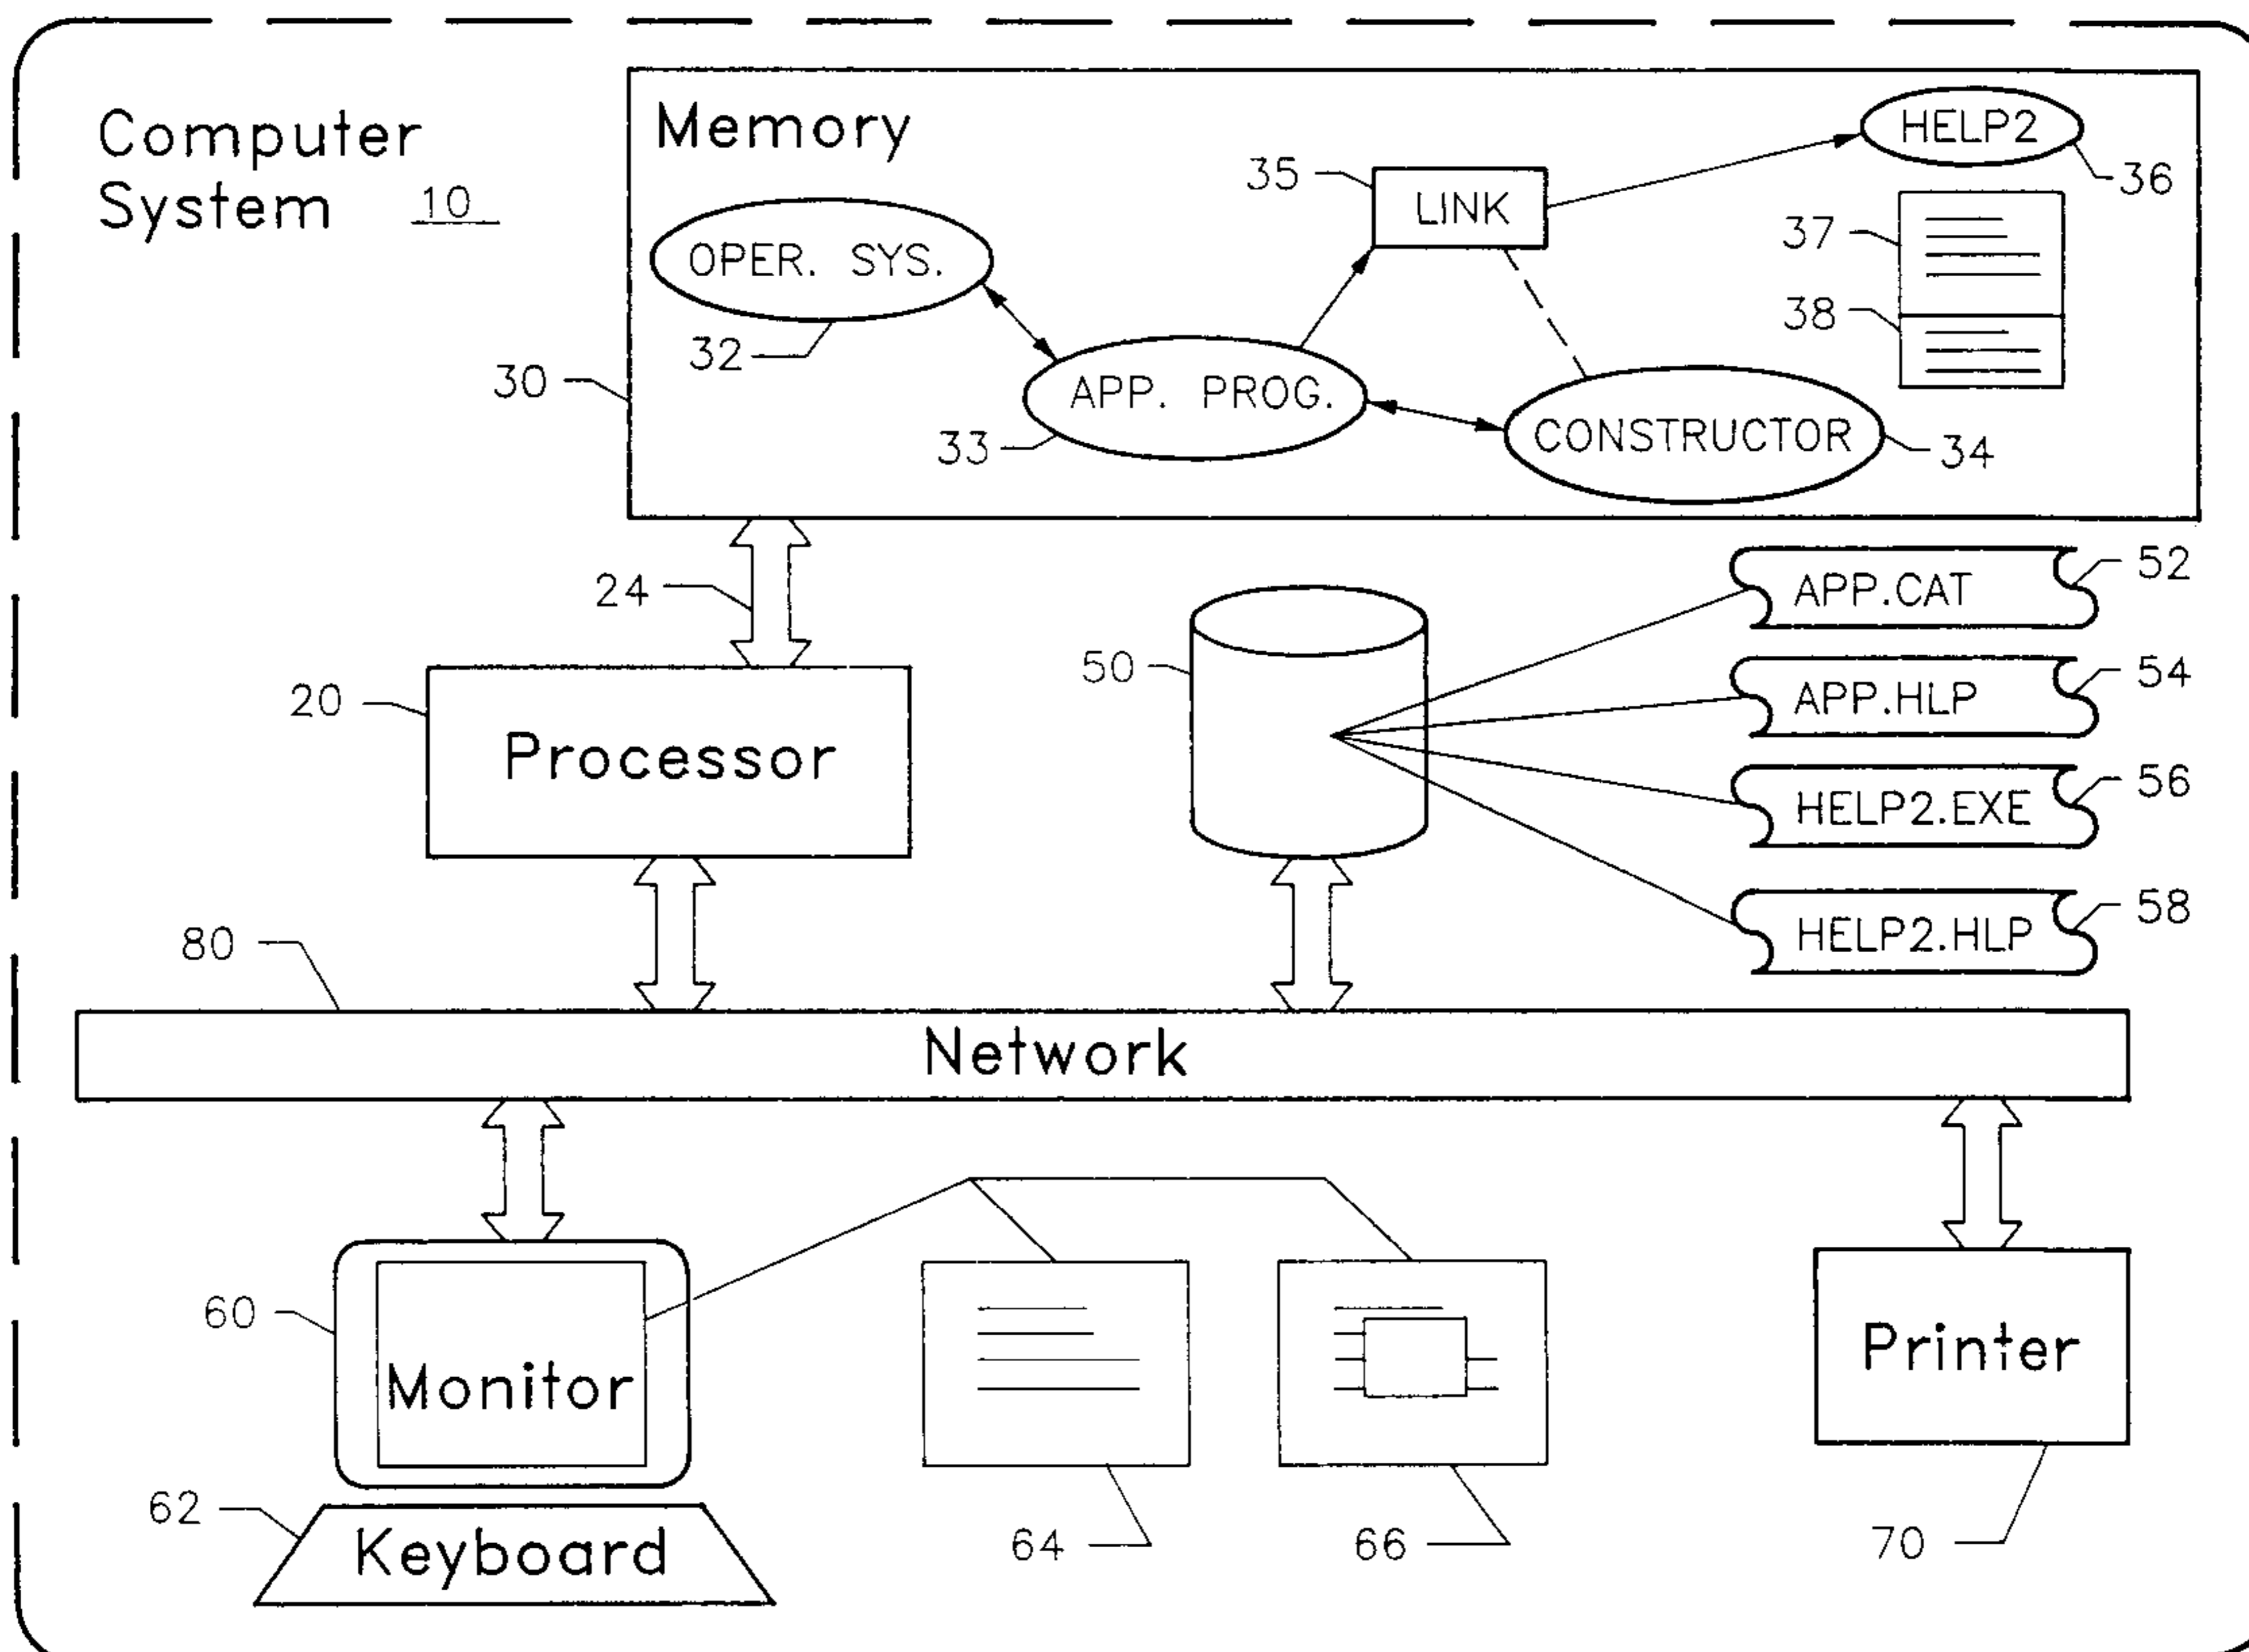 Computer
System 10
Memory
OPER. SYS.
32
30
APP. PROG.
33
35
LINK
HELP2
36
37
38
CONSTRUCTOR
34
24
20
Processor
50
APP.CAT
52
APP.HLP
54
HELP2.EXE
56
HELP2.HLP
58
80
Network
60
Monitor
62
Keyboard
64
66
Printer
70